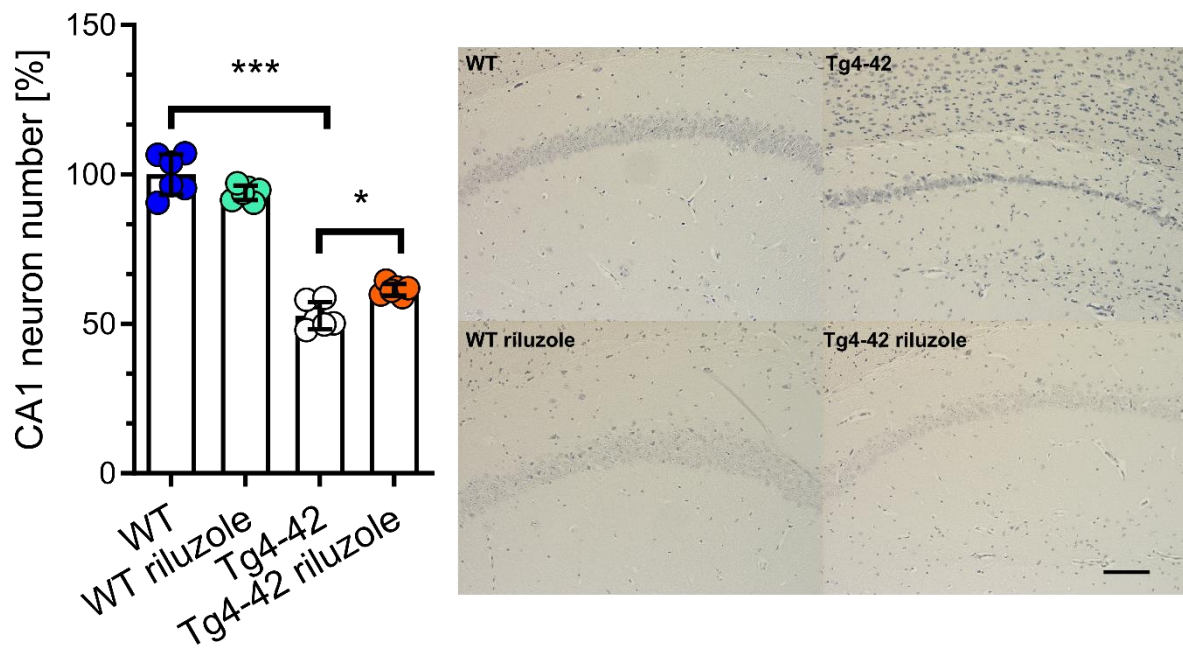 CA1 neuron number [%]
150
100
50
0
***
*
WT
WT riluzole
Tg4-42
Tg4-42 riluzole
WT
Tg4-42
WT riluzole
Tg4-42 riluzole